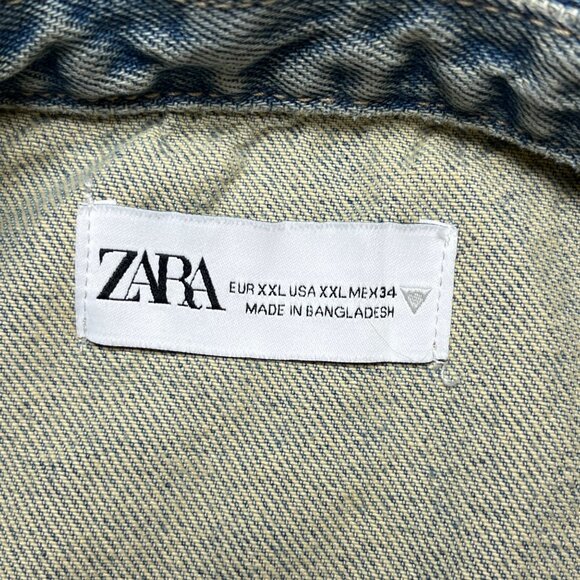 ZARA
EUR XXL USA XXL MEX 34
MADE IN BANGLADESH